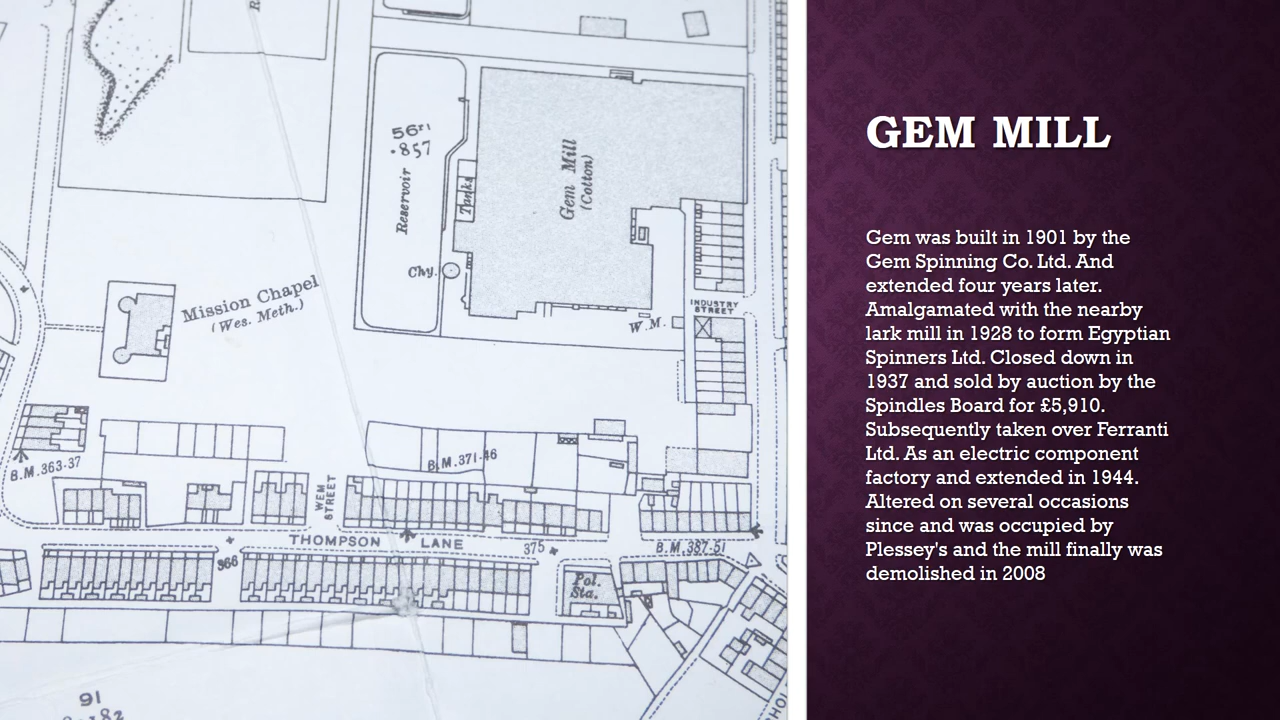 R
567¹
·857
Reservoir
Tanks
Chy.
Gem Mill
(Cotton)
Mission Chapel
(Wes. Meth.)
INDUSTRY
STREET
W.M.
B.M.363·37
B.M.371·46
WEM
STREET
THOMPSON LANE
375
B.M.387·51
366
Pol.
Sta.
91
GEM MILL
Gem was built in 1901 by the
Gem Spinning Co. Ltd. And
extended four years later.
Amalgamated with the nearby
lark mill in 1928 to form Egyptian
Spinners Ltd. Closed down in
1937 and sold by auction by the
Spindles Board for £5,910.
Subsequently taken over Ferranti
Ltd. As an electric component
factory and extended in 1944.
Altered on several occasions
since and was occupied by
Plessey's and the mill finally was
demolished in 2008